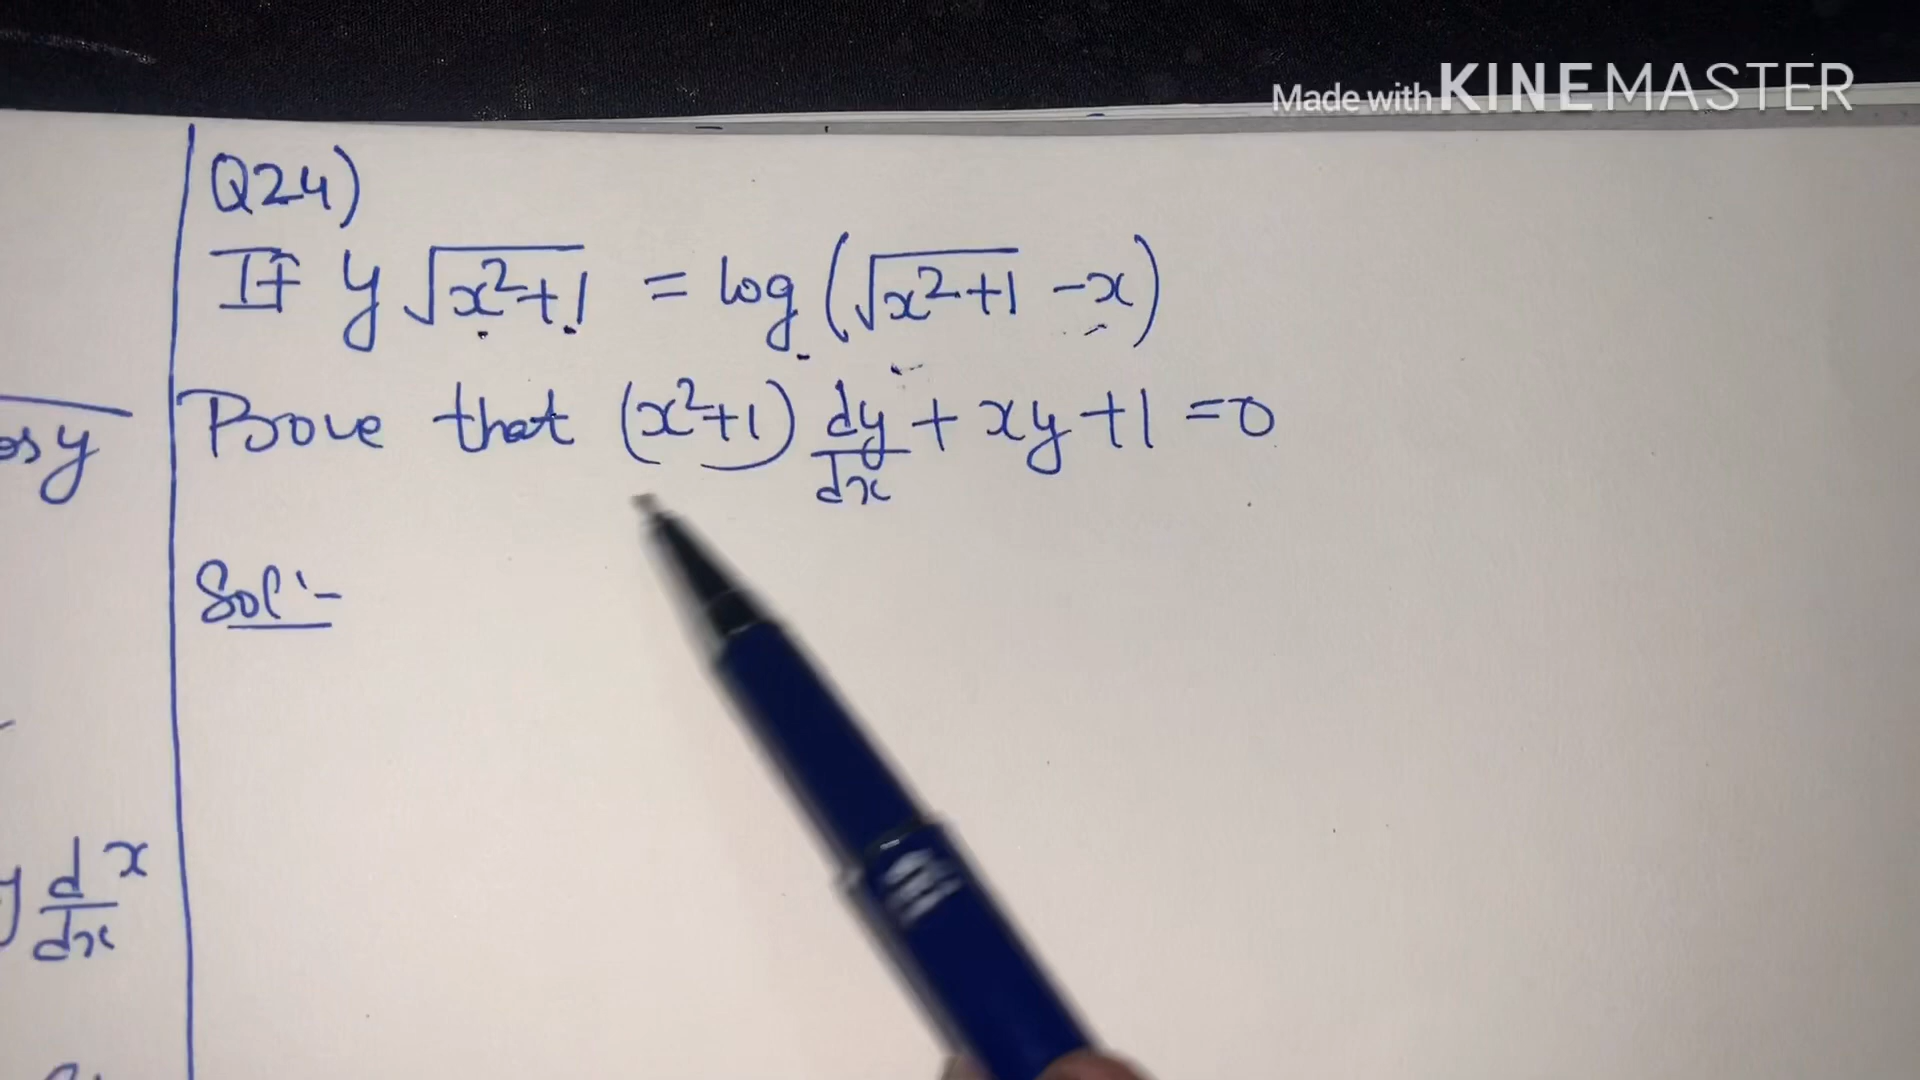 Made with KINEMASTER
Q24)
If y √x²+1 = log (√x²+1 - x)
Prove that (x²+1) dy/dx + xy + 1 = 0
Sol:-
y
d/dx x